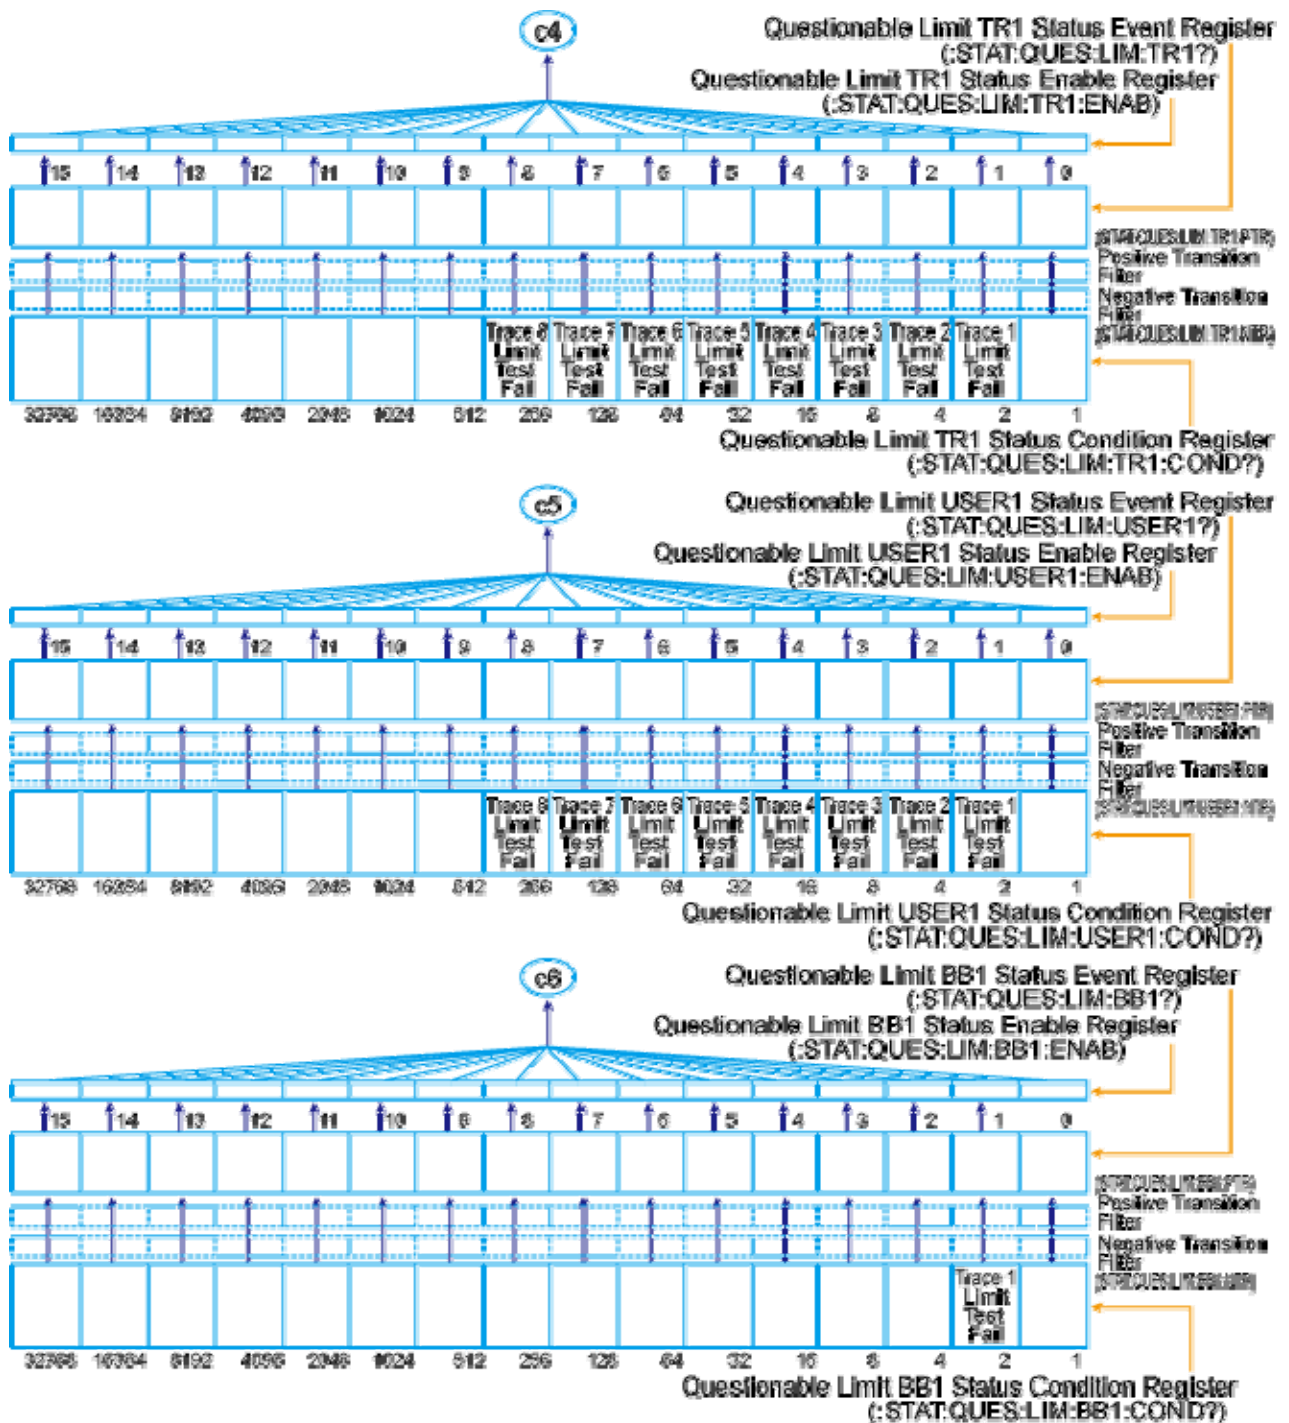 c4
Questionable Limit TR1 Status Event Register
(:STAT:QUES:LIM:TR1?)
Questionable Limit TR1 Status Enable Register
(:STAT:QUES:LIM:TR1:ENAB)
15 14 13 12 11 10 9 8 7 6 5 4 3 2 1 0
(:STAT:QUES:LIM:TR1:PTR)
Positive Transition
Filter
Negative Transition
Filter
(:STAT:QUES:LIM:TR1:NTR)
Trace 8 Trace 7 Trace 6 Trace 5 Trace 4 Trace 3 Trace 2 Trace 1
Limit Limit Limit Limit Limit Limit Limit Limit
Test Test Test Test Test Test Test Test
Fail Fail Fail Fail Fail Fail Fail Fail
32768 16384 8192 4096 2048 1024 512 256 128 64 32 16 8 4 2 1
Questionable Limit TR1 Status Condition Register
(:STAT:QUES:LIM:TR1:COND?)
c5
Questionable Limit USER1 Status Event Register
(:STAT:QUES:LIM:USER1?)
Questionable Limit USER1 Status Enable Register
(:STAT:QUES:LIM:USER1:ENAB)
15 14 13 12 11 10 9 8 7 6 5 4 3 2 1 0
Positive Transition
Filter
Negative Transition
Filter
Trace 8 Trace 7 Trace 6 Trace 5 Trace 4 Trace 3 Trace 2 Trace 1
Limit Limit Limit Limit Limit Limit Limit Limit
Test Test Test Test Test Test Test Test
Fail Fail Fail Fail Fail Fail Fail Fail
32768 16384 8192 4096 2048 1024 512 256 128 64 32 16 8 4 2 1
Questionable Limit USER1 Status Condition Register
(:STAT:QUES:LIM:USER1:COND?)
c6
Questionable Limit BB1 Status Event Register
(:STAT:QUES:LIM:BB1?)
Questionable Limit BB1 Status Enable Register
(:STAT:QUES:LIM:BB1:ENAB)
15 14 13 12 11 10 9 8 7 6 5 4 3 2 1 0
Positive Transition
Filter
Negative Transition
Filter
Trace 1
Limit
Test
Fail
32768 16384 8192 4096 2048 1024 512 256 128 64 32 16 8 4 2 1
Questionable Limit BB1 Status Condition Register
(:STAT:QUES:LIM:BB1:COND?)